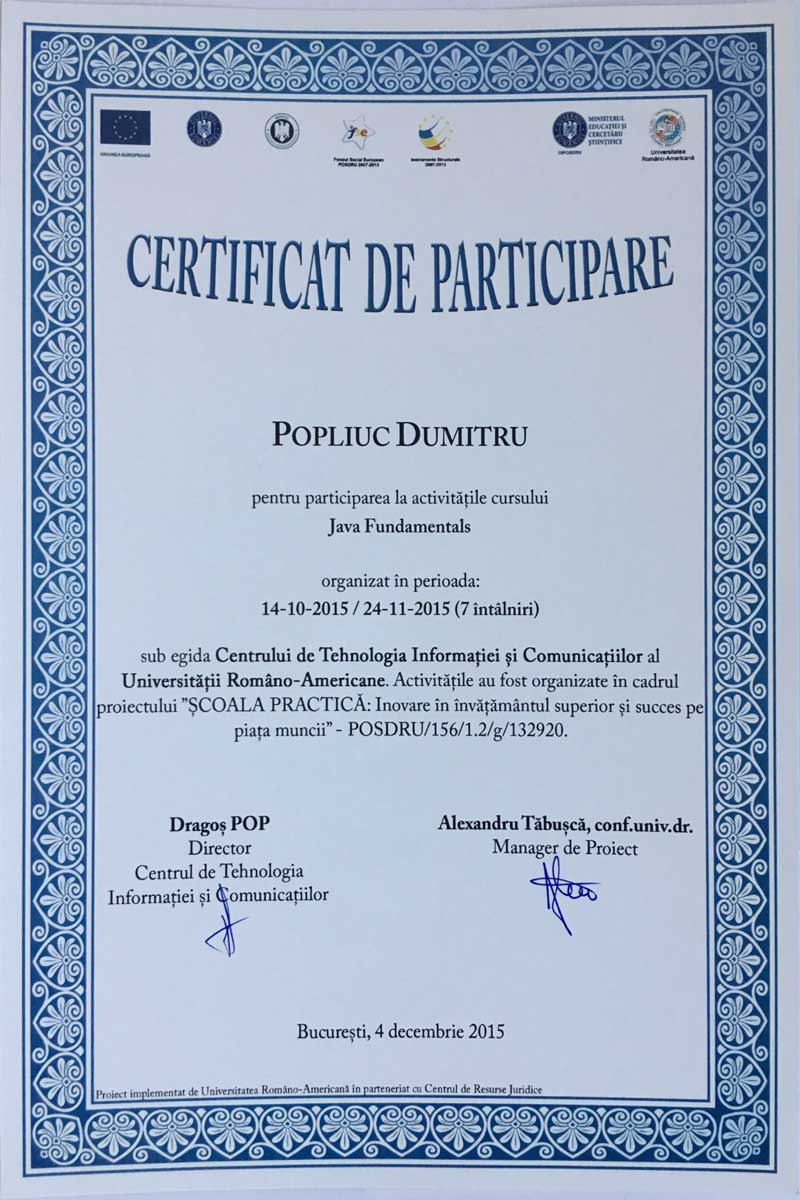 UNIUNEA EUROPEANĂ
Fondul Social European
POSDRU 2007-2013
Instrumente Structurale
2007-2013
MINISTERUL
EDUCAȚIEI ȘI
CERCETĂRII
ȘTIINȚIFICE
OIPOSDRU
Universitatea
Româno-Americană
CERTIFICAT DE PARTICIPARE
POPLIUC DUMITRU
pentru participarea la activitățile cursului
Java Fundamentals
organizat în perioada:
14-10-2015 / 24-11-2015 (7 întâlniri)
sub egida Centrului de Tehnologia Informației și Comunicațiilor al
Universității Româno-Americane. Activitățile au fost organizate în cadrul
proiectului ”ȘCOALA PRACTICĂ: Inovare în învățământul superior și succes pe
piața muncii” - POSDRU/156/1.2/g/132920.
Dragoș POP
Director
Centrul de Tehnologia
Informației și Comunicațiilor
Alexandru Tăbușcă, conf.univ.dr.
Manager de Proiect
București, 4 decembrie 2015
Proiect implementat de Universitatea Româno-Americană în parteneriat cu Centrul de Resurse Juridice